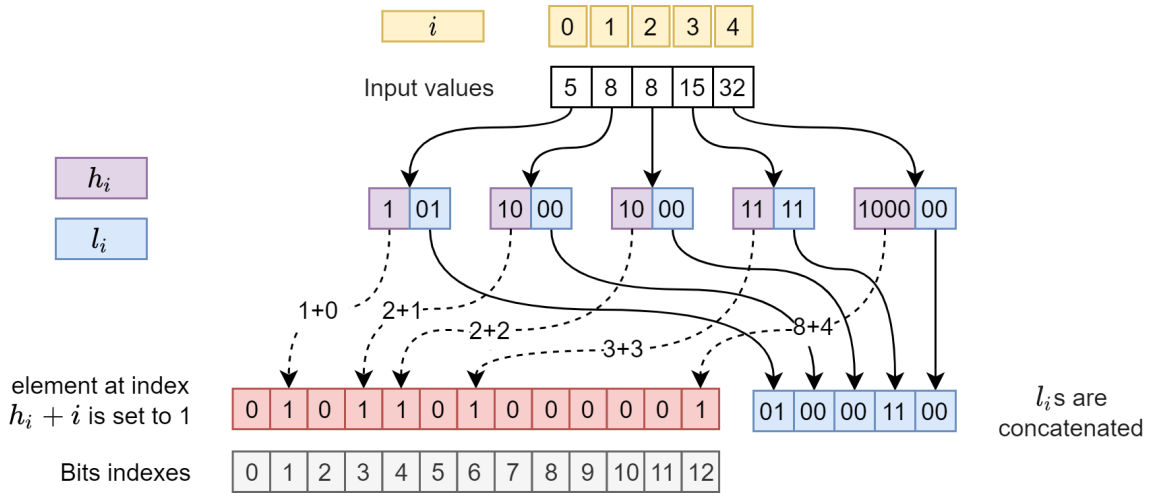 i 0 1 2 3 4
Input values 5 8 8 15 32
h_i 1 01 10 00 10 00 11 11 1000 00
l_i
1+0 2+1 2+2 3+3 8+4
element at index
h_i + i is set to 1
0 1 0 1 1 0 1 0 0 0 0 0 1
01 00 00 11 00
l_is are
concatenated
Bits indexes 0 1 2 3 4 5 6 7 8 9 10 11 12